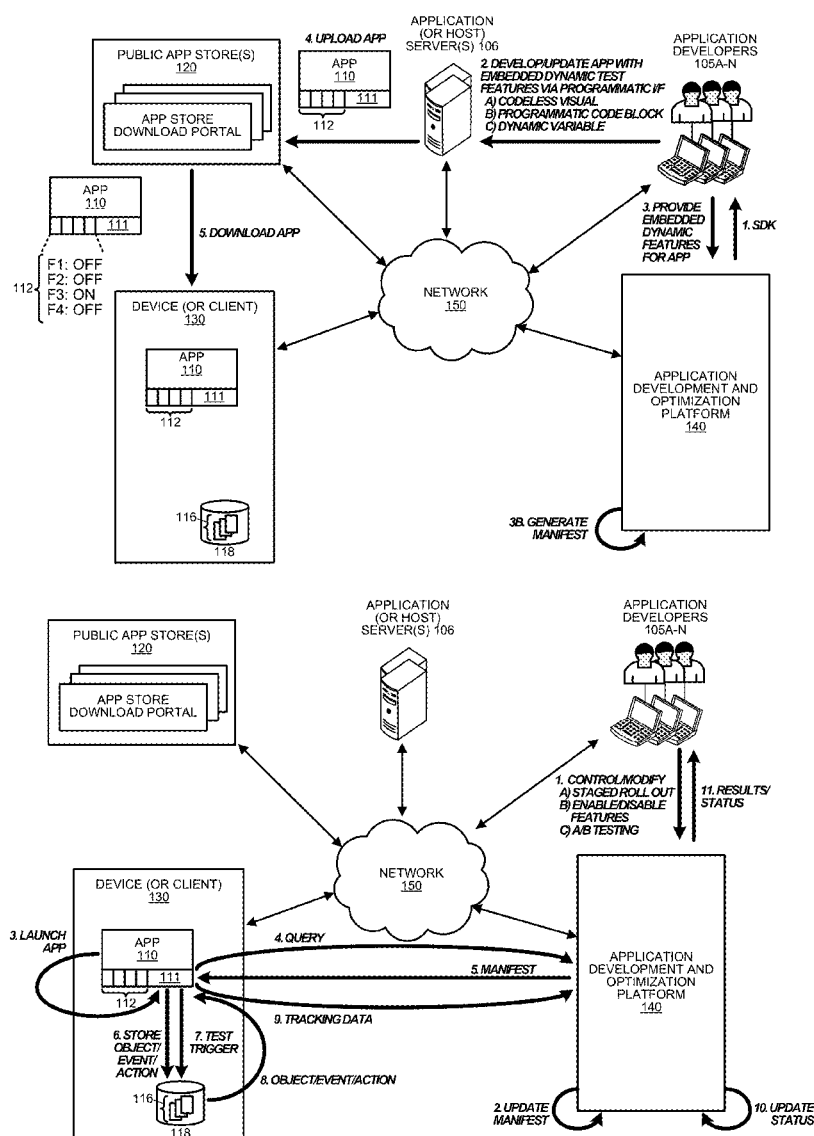 PUBLIC APP STORE(S)
120
APP STORE
DOWNLOAD PORTAL
4. UPLOAD APP
APP
110
111
112
APPLICATION
(OR HOST)
SERVER(S) 106
2. DEVELOP/UPDATE APP WITH
EMBEDDED DYNAMIC TEST
FEATURES VIA PROGRAMMATIC I/F
A) CODELESS VISUAL
B) PROGRAMMATIC CODE BLOCK
C) DYNAMIC VARIABLE
APPLICATION
DEVELOPERS
105A-N
APP
110
111
112
F1: OFF
F2: OFF
F3: ON
F4: OFF
5. DOWNLOAD APP
3. PROVIDE
EMBEDDED
DYNAMIC
FEATURES
FOR APP
1. SDK
NETWORK
150
DEVICE (OR CLIENT)
130
APP
110
111
112
116
118
APPLICATION
DEVELOPMENT AND
OPTIMIZATION
PLATFORM
140
3B. GENERATE
MANIFEST
PUBLIC APP STORE(S)
120
APP STORE
DOWNLOAD PORTAL
APPLICATION
(OR HOST)
SERVER(S) 106
APPLICATION
DEVELOPERS
105A-N
1. CONTROL/MODIFY
A) STAGED ROLL OUT
B) ENABLE/DISABLE
FEATURES
C) A/B TESTING
11. RESULTS/
STATUS
NETWORK
150
DEVICE (OR CLIENT)
130
3. LAUNCH
APP
APP
110
111
112
4. QUERY
5. MANIFEST
9. TRACKING DATA
6. STORE
OBJECT/
EVENT/
ACTION
7. TEST
TRIGGER
8. OBJECT/EVENT/ACTION
116
118
APPLICATION
DEVELOPMENT AND
OPTIMIZATION
PLATFORM
140
2. UPDATE
MANIFEST
10. UPDATE
STATUS